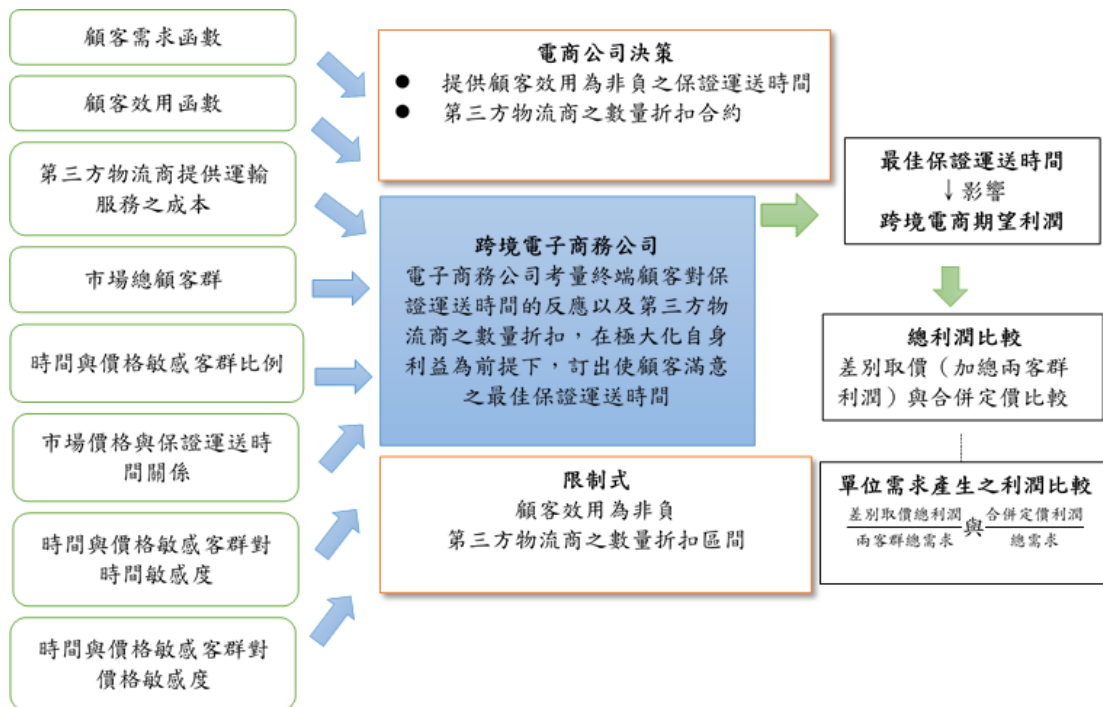 顧客需求函數
顧客效用函數
第三方物流商提供運輸
服務之成本
市場總顧客群
時間與價格敏感客群比例
市場價格與保證運送時
間關係
時間與價格敏感客群對
時間敏感度
時間與價格敏感客群對
價格敏感度
電商公司決策
● 提供顧客效用為非負之保證運送時間
● 第三方物流商之數量折扣合約
跨境電子商務公司
電子商務公司考量終端顧客對保
證運送時間的反應以及第三方物
流商之數量折扣，在極大化自身
利益為前提下，訂出使顧客滿意
之最佳保證運送時間
限制式
顧客效用為非負
第三方物流商之數量折扣區間
最佳保證運送時間
↓影響
跨境電商期望利潤
總利潤比較
差別取價（加總兩客群
利潤）與合併定價比較
單位需求產生之利潤比較
差別取價總利潤/兩客群總需求 與 合併定價利潤/總需求